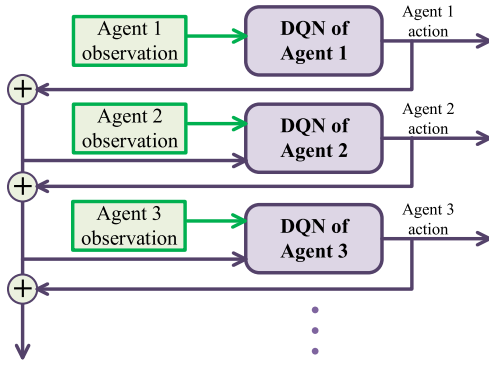 Agent 1
observation
DQN of
Agent 1
Agent 1
action
+
Agent 2
observation
DQN of
Agent 2
Agent 2
action
+
Agent 3
observation
DQN of
Agent 3
Agent 3
action
+